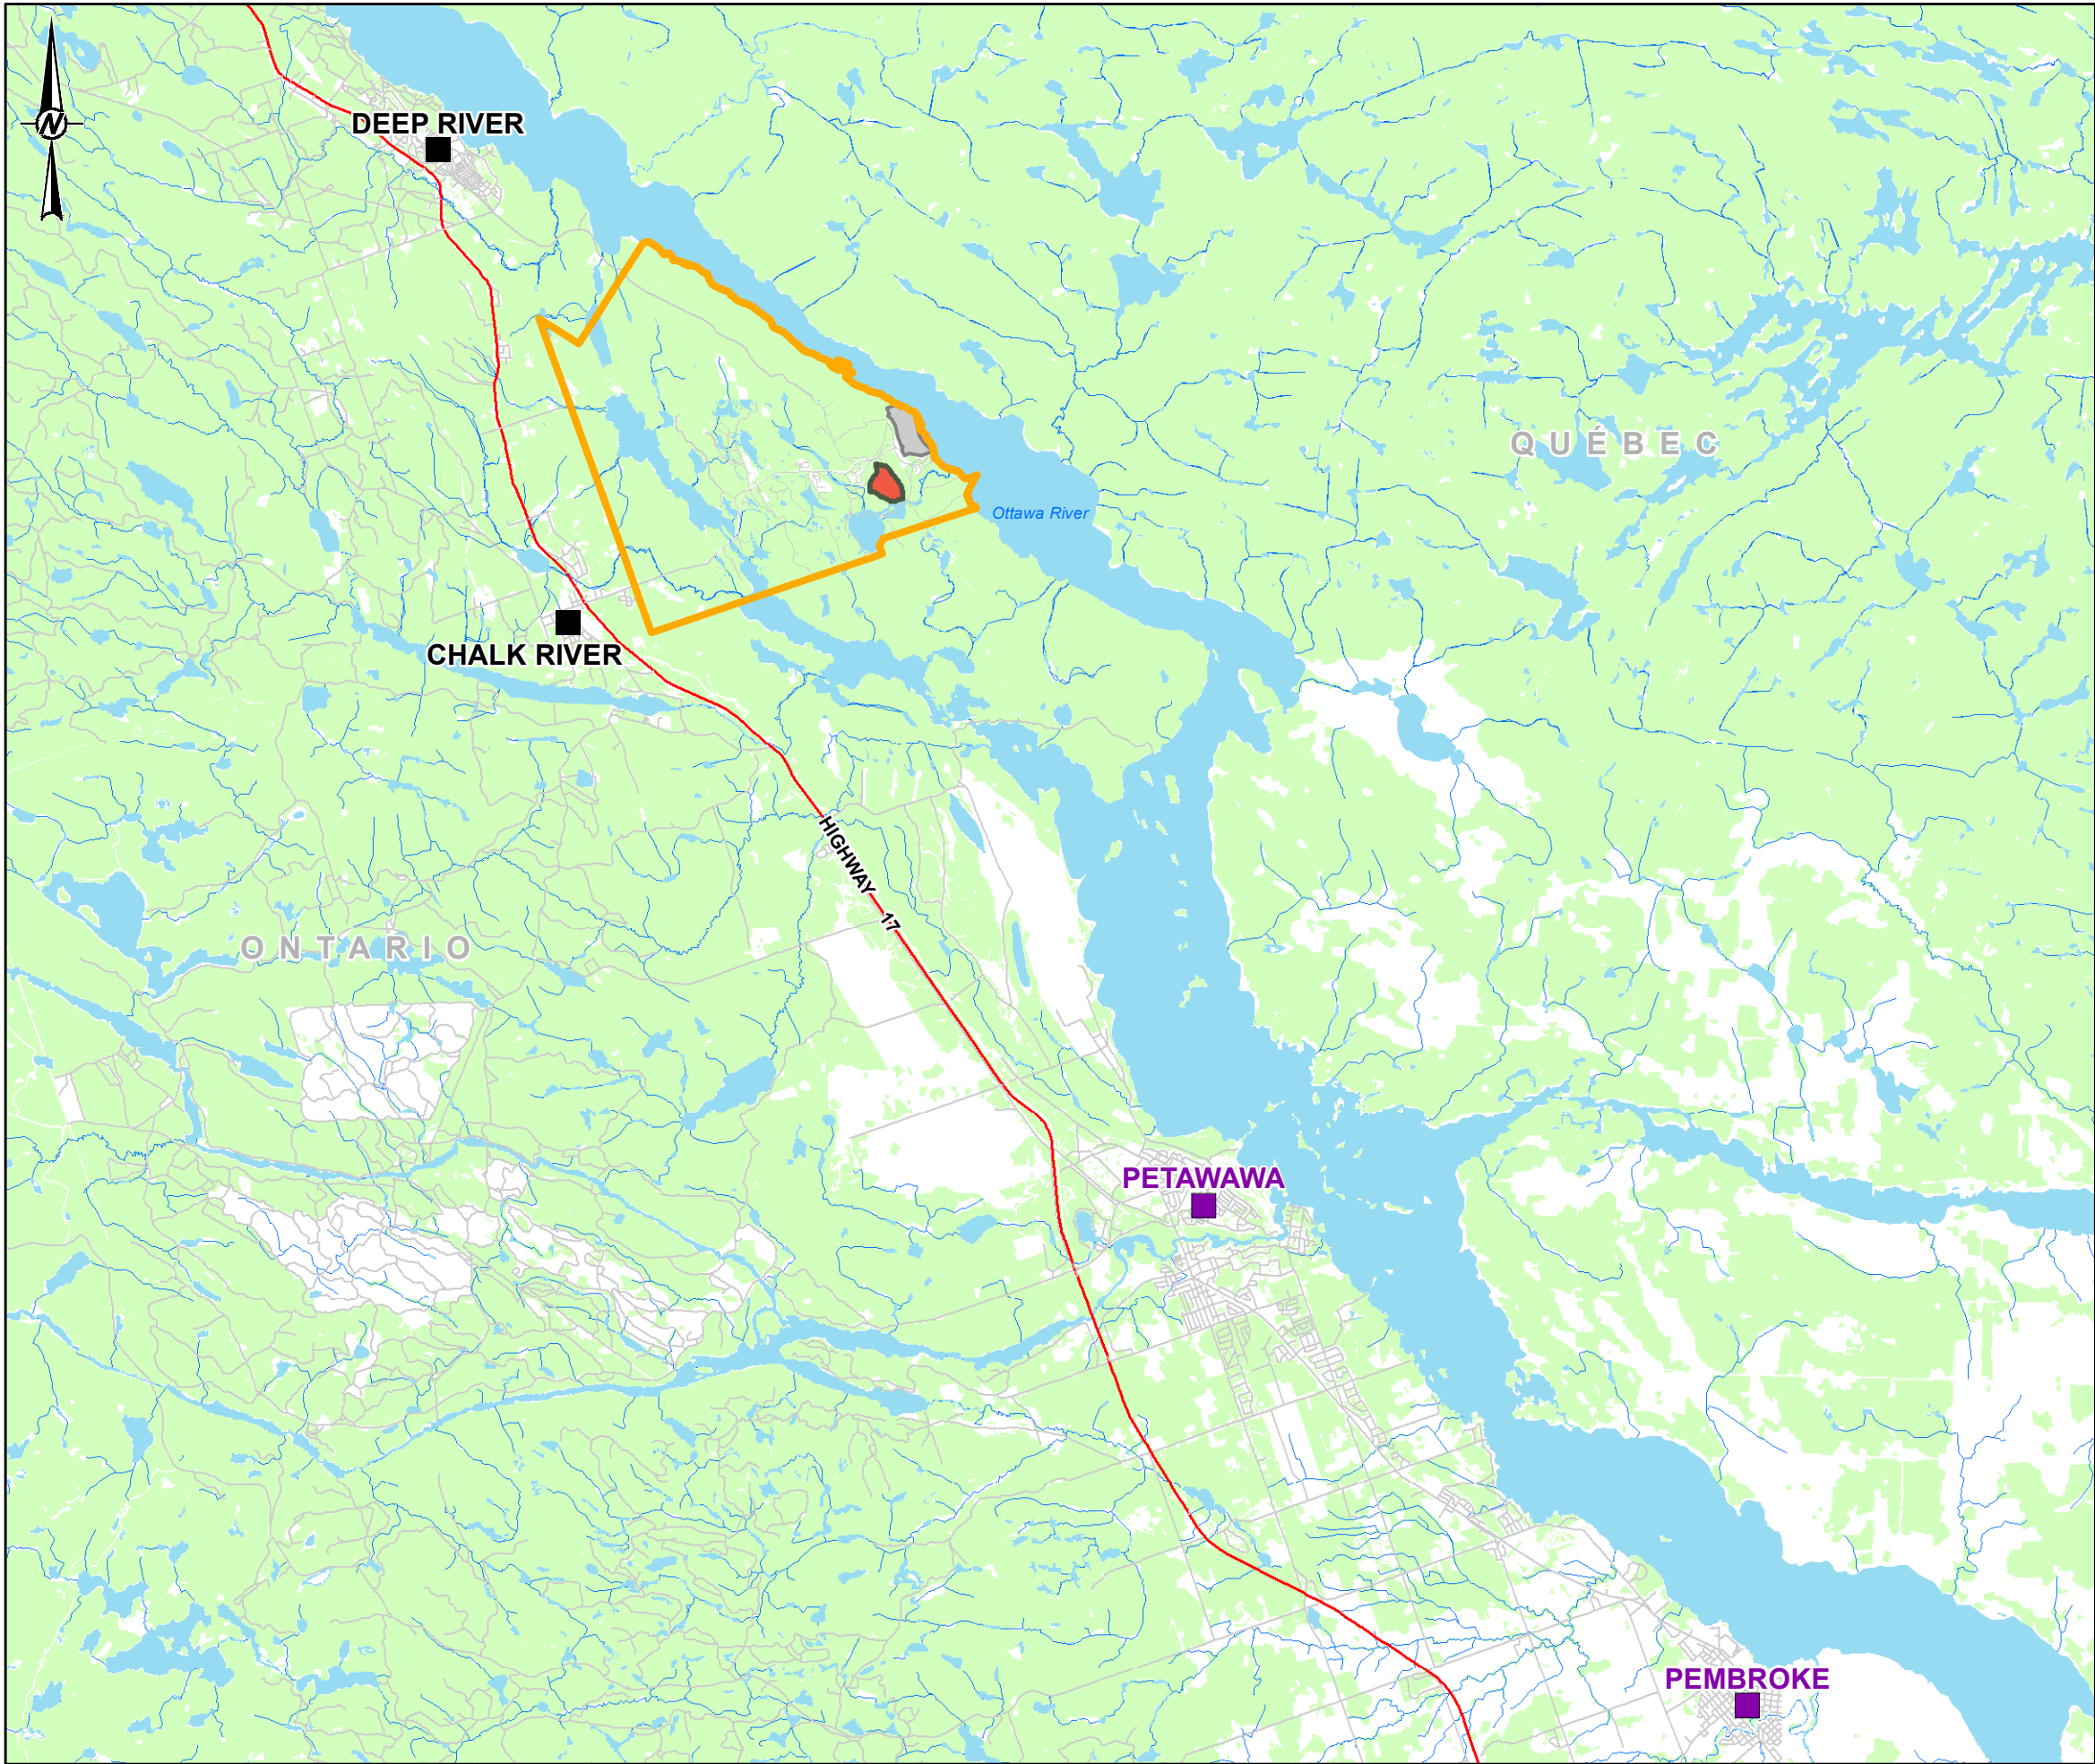 N
DEEP RIVER
QUÉBEC
Ottawa River
CHALK RIVER
HIGHWAY 17
ONTARIO
PETAWAWA
PEMBROKE